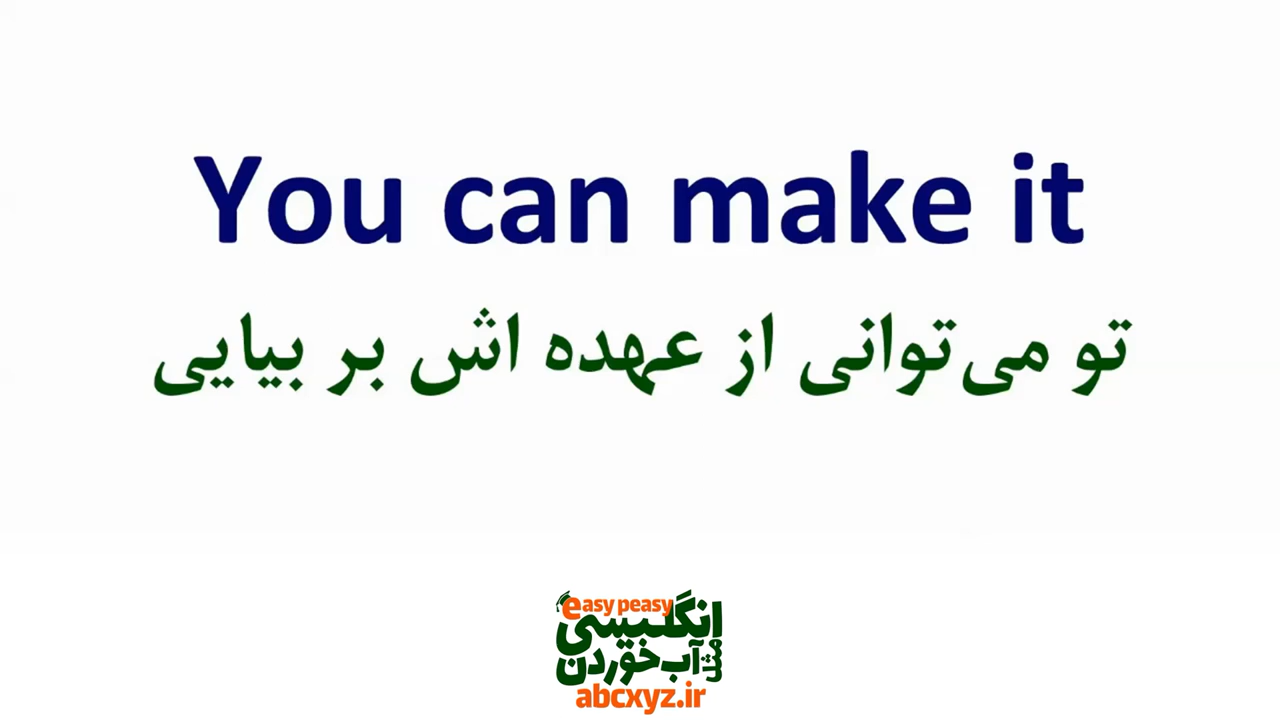 You can make it
تو می‌توانی از عهده اش بر بیایی
easy peasy
انگلیسی
مثل
آب خوردن
abcxyz.ir